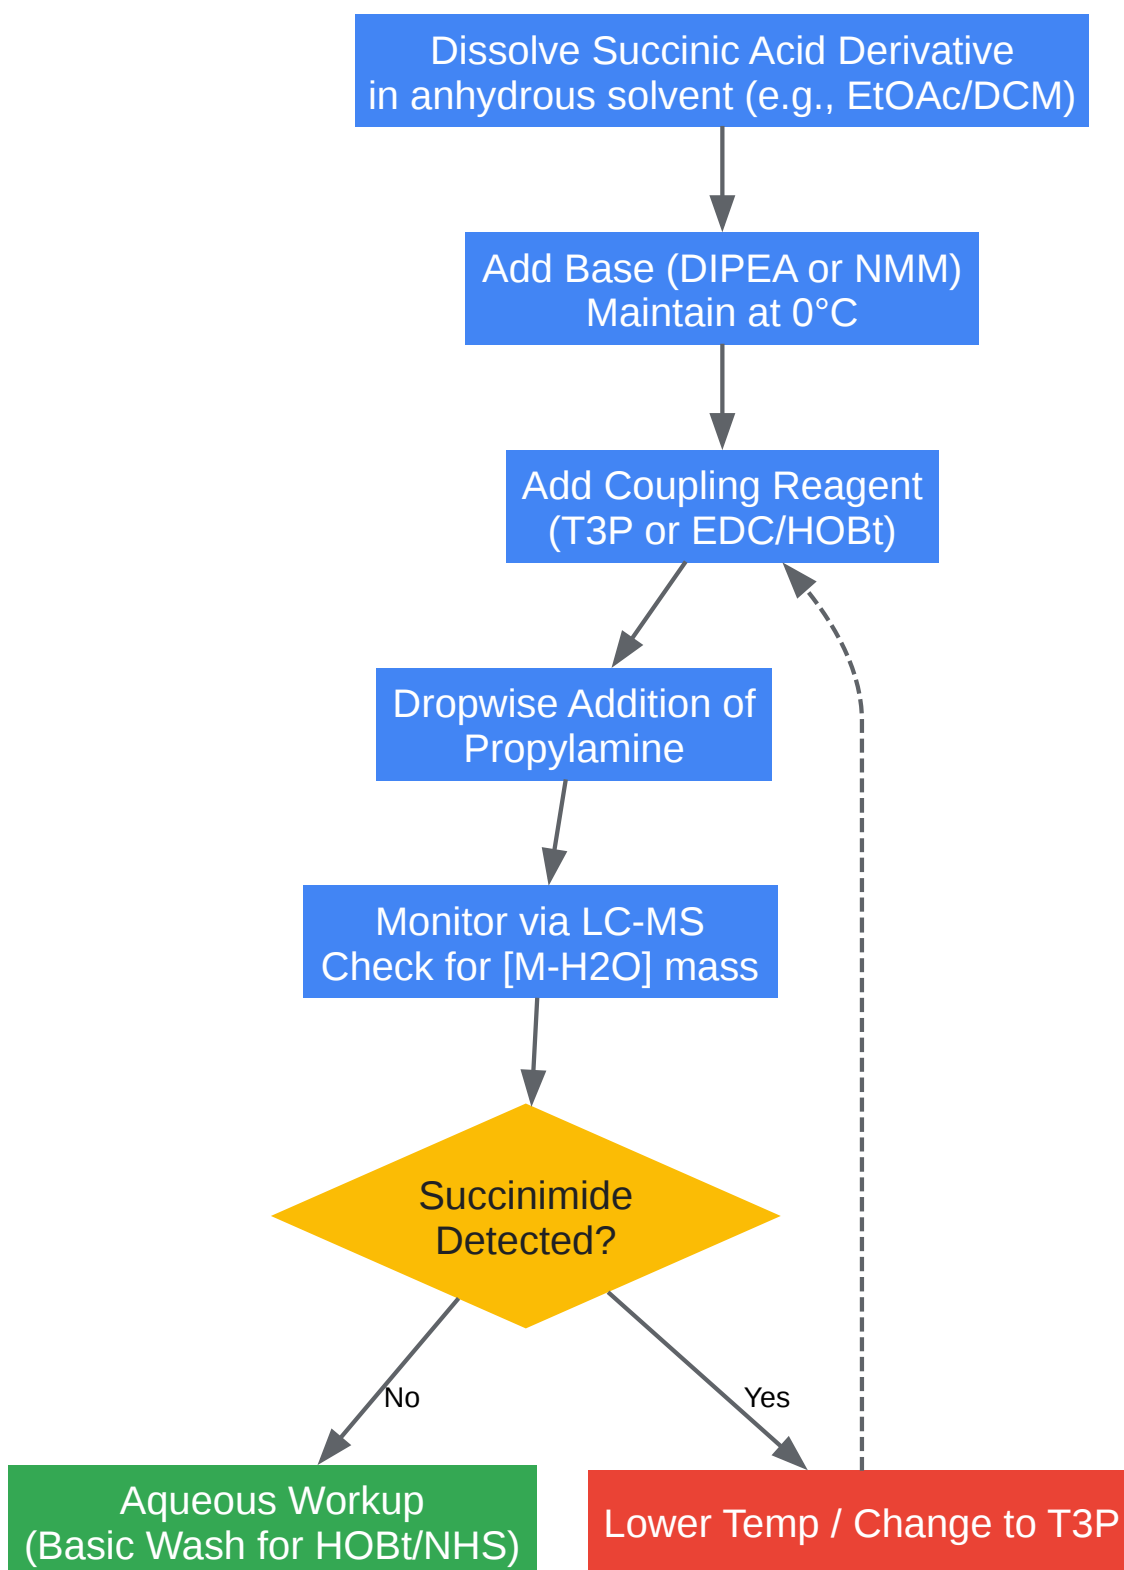 Dissolve Succinic Acid Derivative
in anhydrous solvent (e.g., EtOAc/DCM)
Add Base (DIPEA or NMM)
Maintain at 0°C
Add Coupling Reagent
(T3P or EDC/HOBt)
Dropwise Addition of
Propylamine
Monitor via LC-MS
Check for [M-H2O] mass
Succinimide
Detected?
No
Yes
Aqueous Workup
(Basic Wash for HOBt/NHS)
Lower Temp / Change to T3P